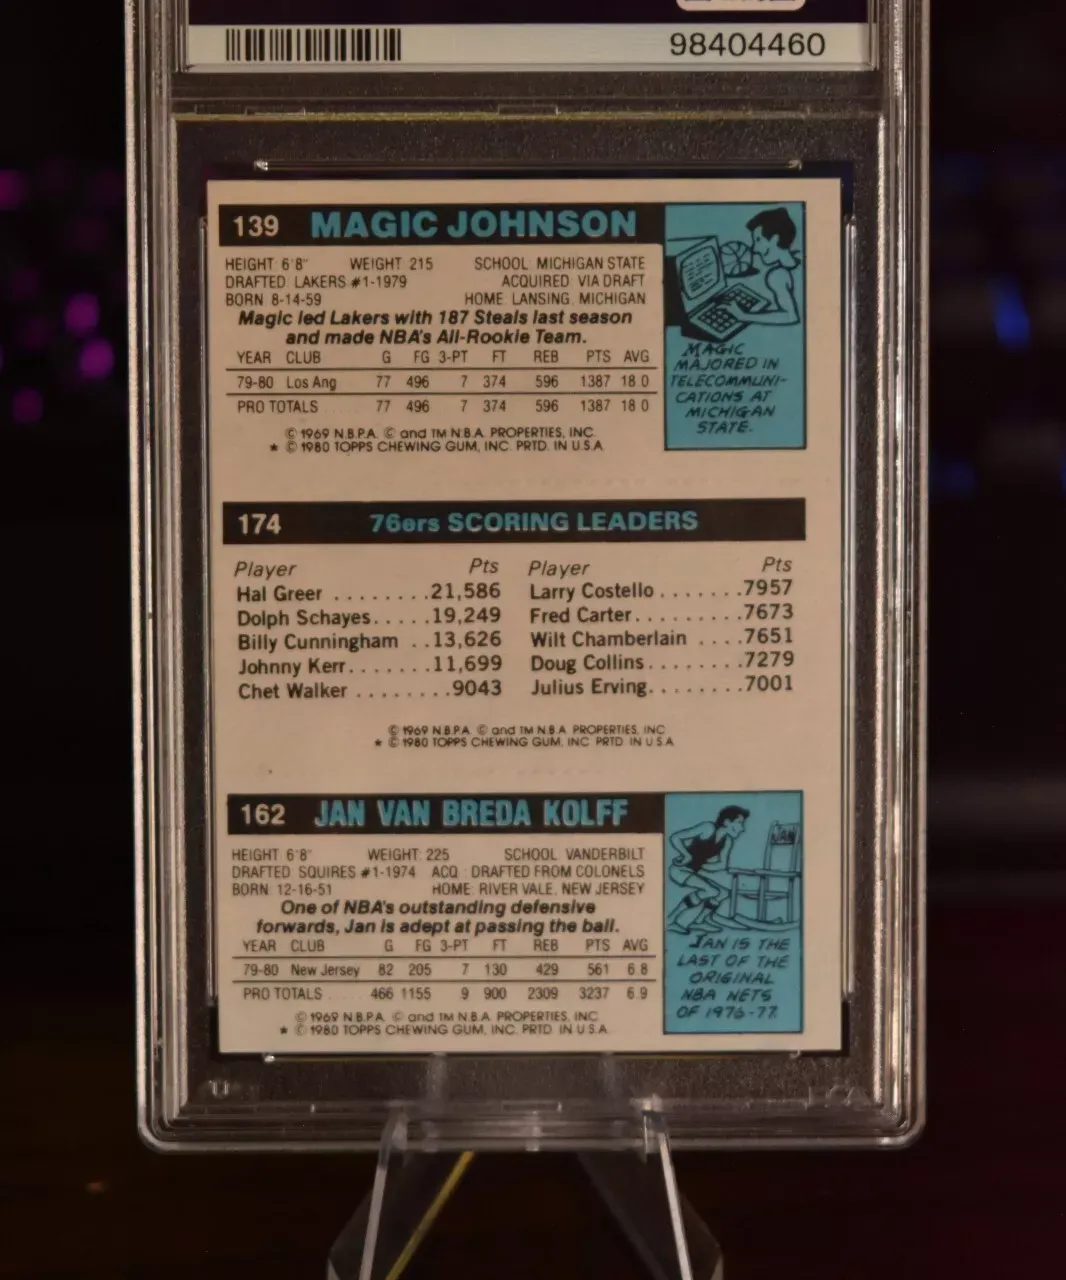 98404460
139 MAGIC JOHNSON
HEIGHT 6'8" WEIGHT 215 SCHOOL MICHIGAN STATE
DRAFTED LAKERS #1-1979 ACQUIRED VIA DRAFT
BORN 8-14-59 HOME LANSING, MICHIGAN
Magic led Lakers with 187 Steals last season
and made NBA's All-Rookie Team.
YEAR CLUB G FG 3-PT FT REB PTS AVG
79-80 Los Ang 77 496 7 374 596 1387 18.0
PRO TOTALS 77 496 7 374 596 1387 18.0
© 1969 N.B.P.A. © and TM N.B.A. PROPERTIES, INC.
★ © 1980 TOPPS CHEWING GUM, INC. PRTD. IN U.S.A.
MAGIC
MAJORED IN
TELECOMMUNI-
CATIONS AT
MICHIGAN
STATE.
174 76ers SCORING LEADERS
Player Pts Player Pts
Hal Greer ........21,586 Larry Costello.......7957
Dolph Schayes.....19,249 Fred Carter.........7673
Billy Cunningham ..13,626 Wilt Chamberlain ....7651
Johnny Kerr.......11,699 Doug Collins........7279
Chet Walker ........9043 Julius Erving........7001
© 1969 N.B.P.A. © and TM N.B.A. PROPERTIES, INC
★ © 1980 TOPPS CHEWING GUM, INC PRTD IN U.S.A
162 JAN VAN BREDA KOLFF
HEIGHT 6'8" WEIGHT: 225 SCHOOL VANDERBILT
DRAFTED SQUIRES #1-1974 ACQ : DRAFTED FROM COLONELS
BORN 12-16-51 HOME: RIVER VALE, NEW JERSEY
One of NBA's outstanding defensive
forwards, Jan is adept at passing the ball.
YEAR CLUB G FG 3-PT FT REB PTS AVG
79-80 New Jersey 82 205 7 130 429 561 6.8
PRO TOTALS ..... 466 1155 9 900 2309 3237 6.9
© 1969 N.B.P.A. © and TM N.B.A. PROPERTIES, INC
★ © 1980 TOPPS CHEWING GUM, INC. PRTD. IN U.S.A.
JAN
JAN IS THE
LAST OF THE
ORIGINAL
NBA NETS
OF 1976-77.